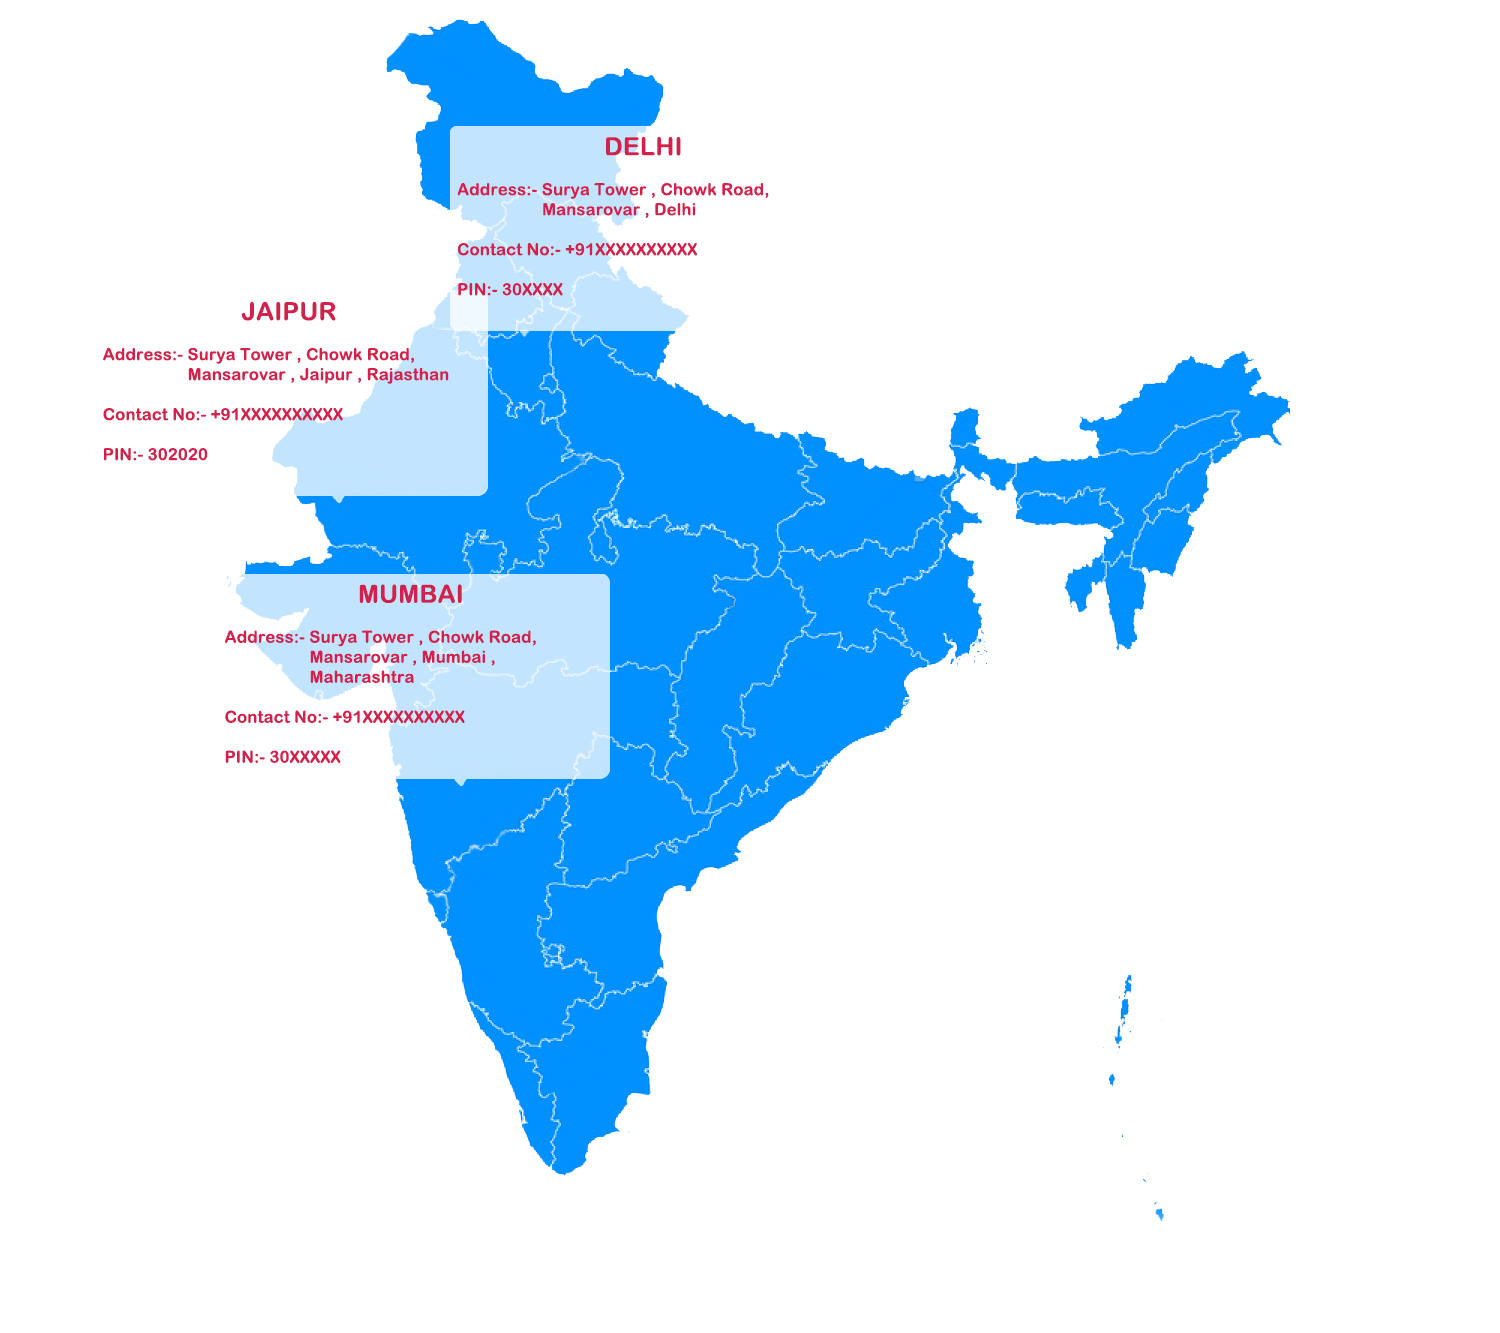 DELHI
Address:- Surya Tower , Chowk Road,
Mansarovar , Delhi
Contact No:- +91XXXXXXXXXX
PIN:- 30XXXX
JAIPUR
Address:- Surya Tower , Chowk Road,
Mansarovar , Jaipur , Rajasthan
Contact No:- +91XXXXXXXXXX
PIN:- 302020
MUMBAI
Address:- Surya Tower , Chowk Road,
Mansarovar , Mumbai ,
Maharashtra
Contact No:- +91XXXXXXXXXX
PIN:- 30XXXXX